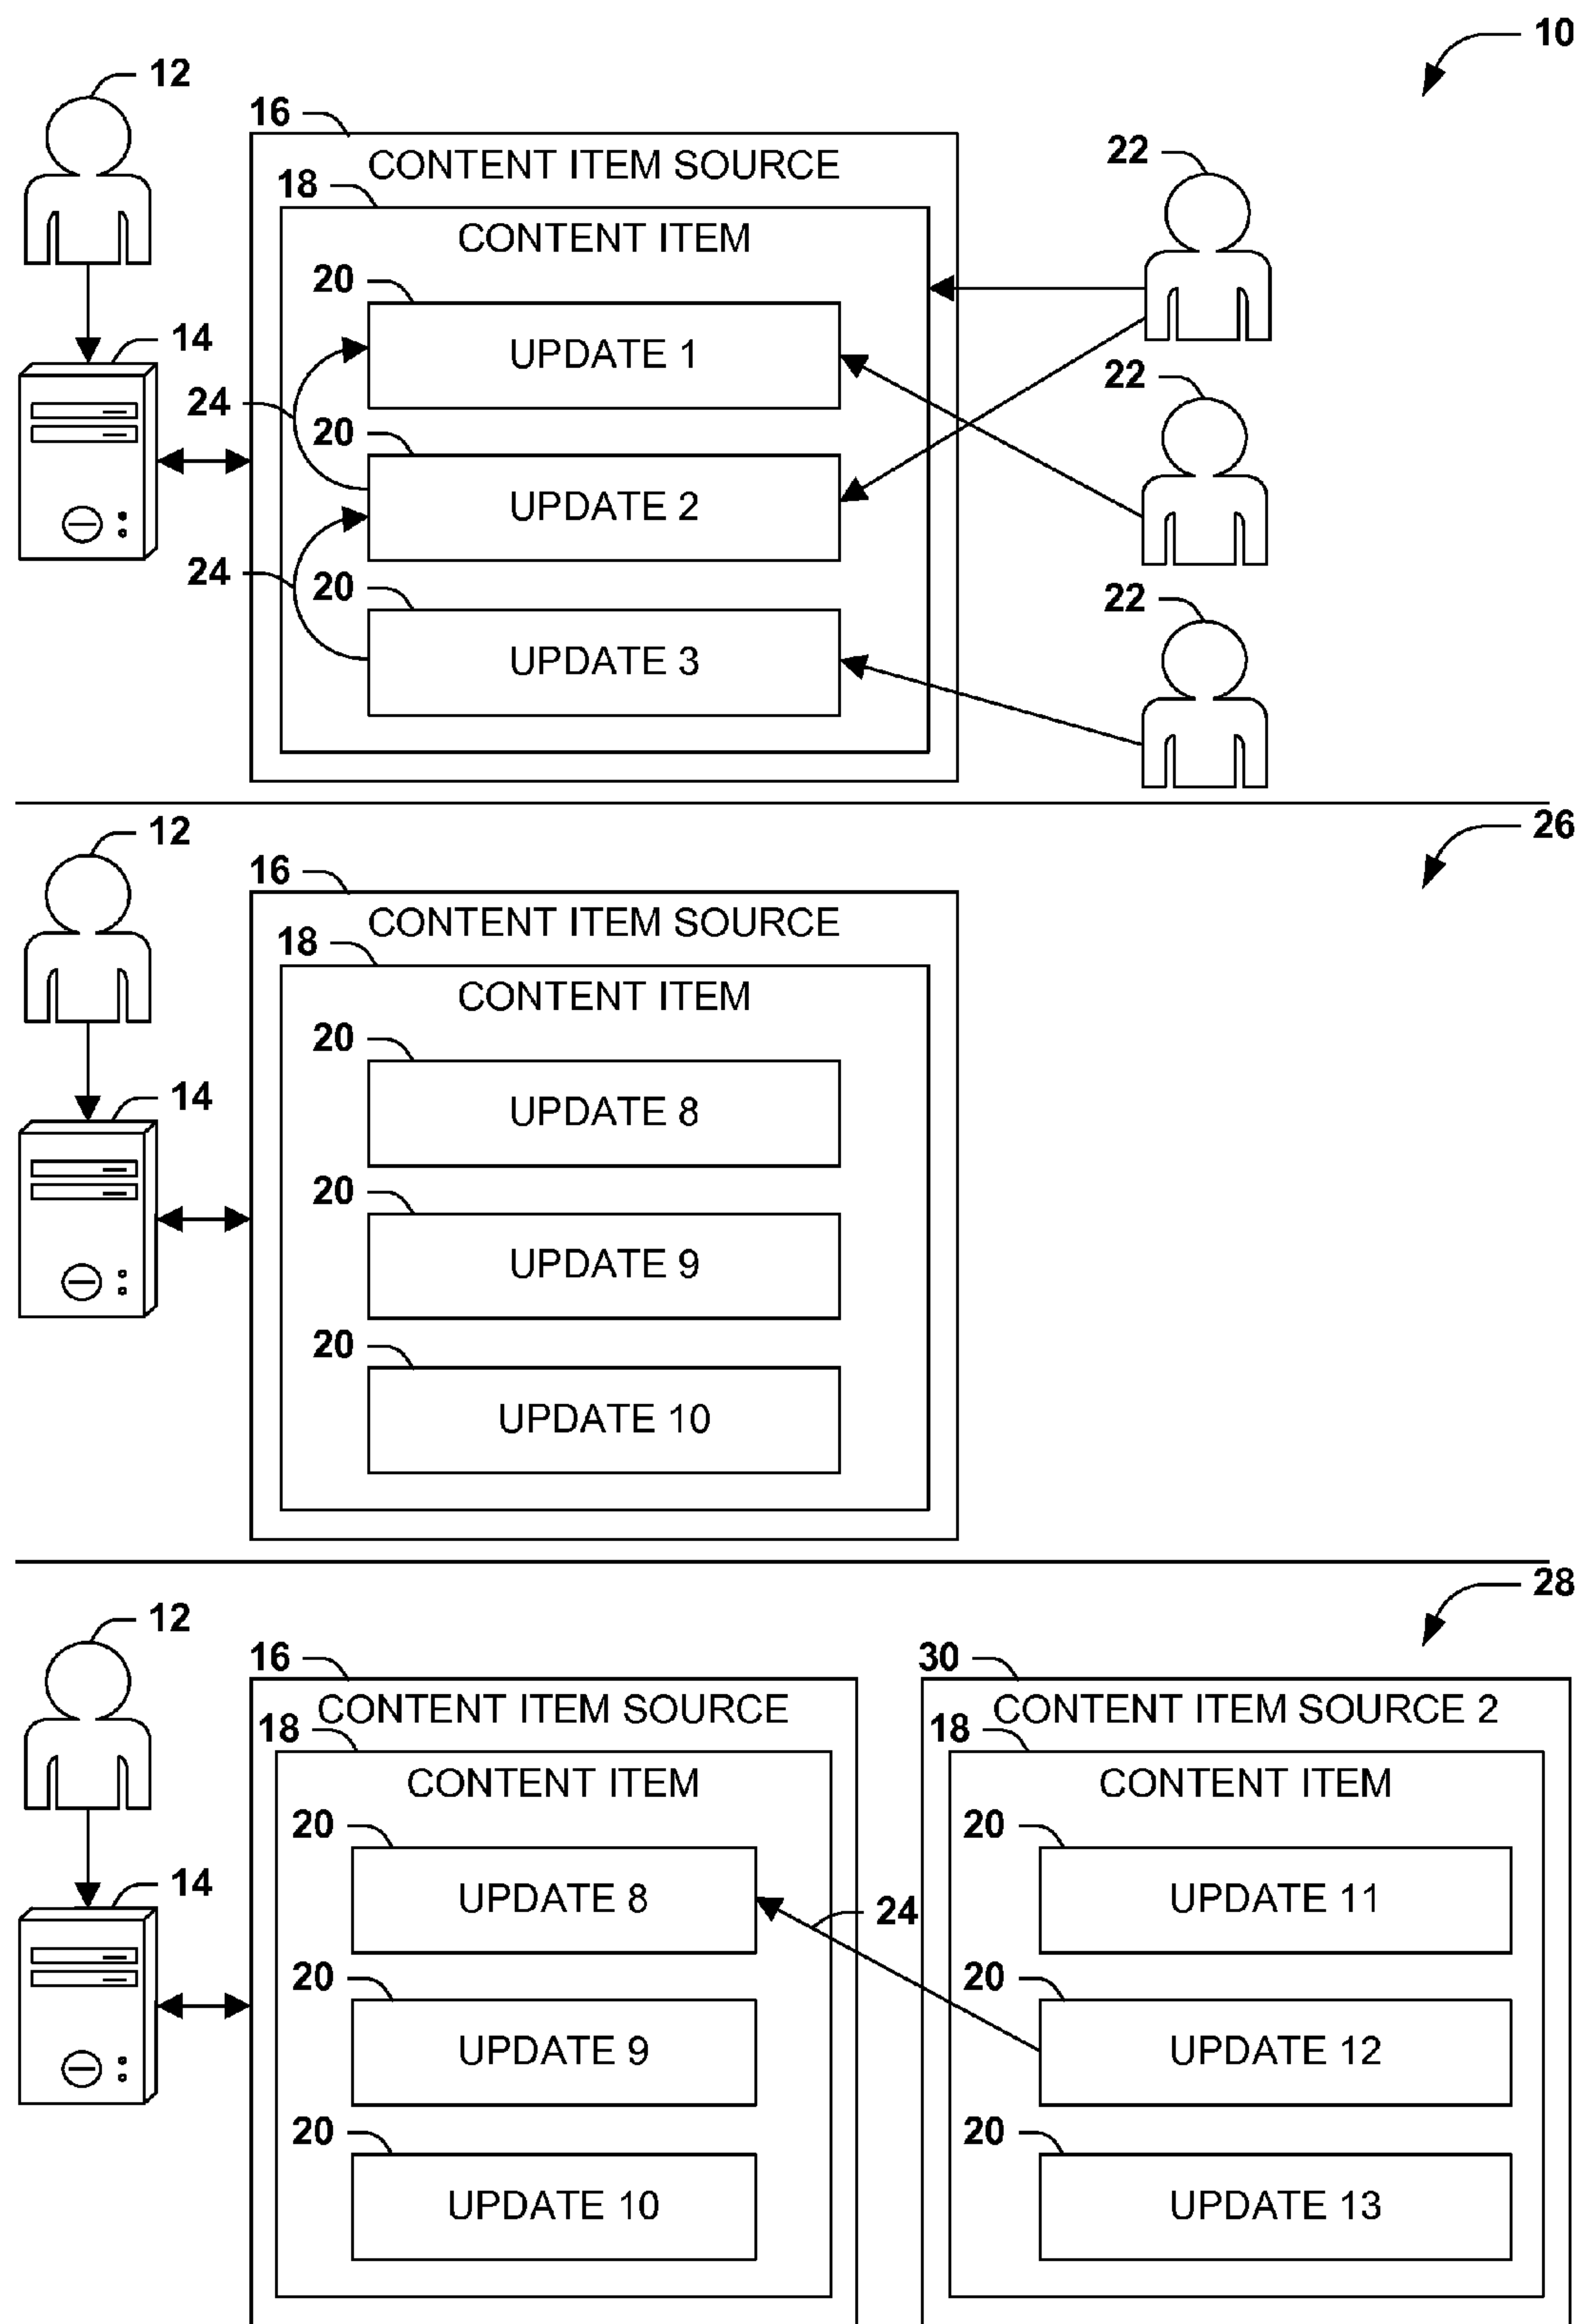 10
12
16
CONTENT ITEM SOURCE
22
18
CONTENT ITEM
20
UPDATE 1
14
22
24
20
UPDATE 2
24
20
22
UPDATE 3
26
12
16
CONTENT ITEM SOURCE
18
CONTENT ITEM
20
UPDATE 8
14
20
UPDATE 9
20
UPDATE 10
28
12
16
30
CONTENT ITEM SOURCE
CONTENT ITEM SOURCE 2
18
18
CONTENT ITEM
CONTENT ITEM
20
20
14
UPDATE 8
24
UPDATE 11
20
20
UPDATE 9
UPDATE 12
20
20
UPDATE 10
UPDATE 13